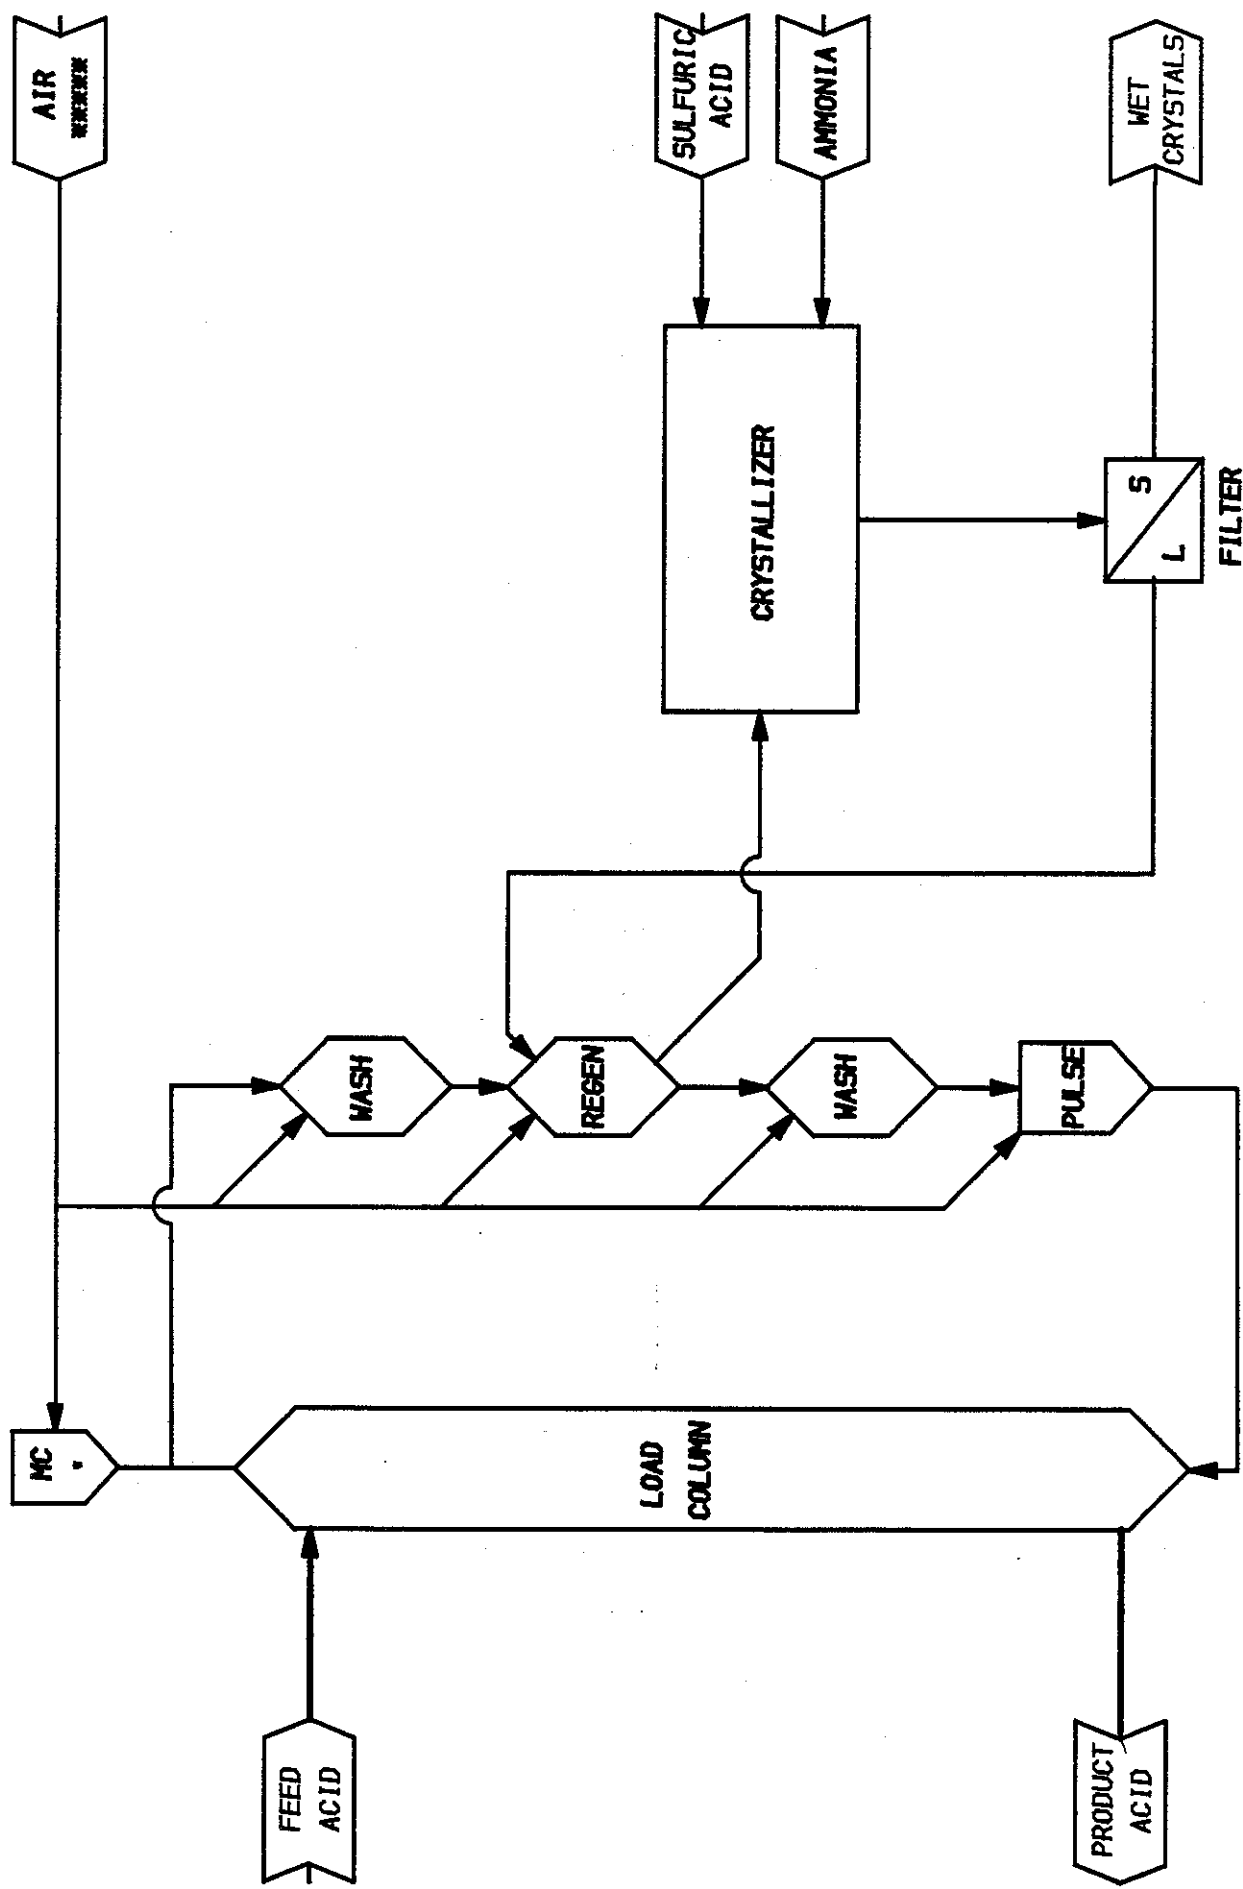 AIR
SULFURIC
ACID
AMMONIA
WET
CRYSTALS
CRYSTALLIZER
S
L
FILTER
WASH
REGEN
WASH
PULSE
MC
LOAD
COLUMN
FEED
ACID
PRODUCT
ACID